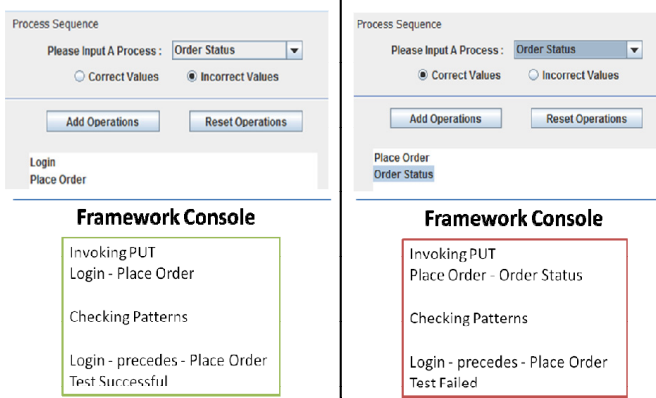 Process Sequence
Please Input A Process : Order Status
Correct Values Incorrect Values
Add Operations Reset Operations
Login
Place Order
Framework Console
Invoking PUT
Login - Place Order
Checking Patterns
Login - precedes - Place Order
Test Successful
Process Sequence
Please Input A Process : Order Status
Correct Values Incorrect Values
Add Operations Reset Operations
Place Order
Order Status
Framework Console
Invoking PUT
Place Order - Order Status
Checking Patterns
Login - precedes - Place Order
Test Failed